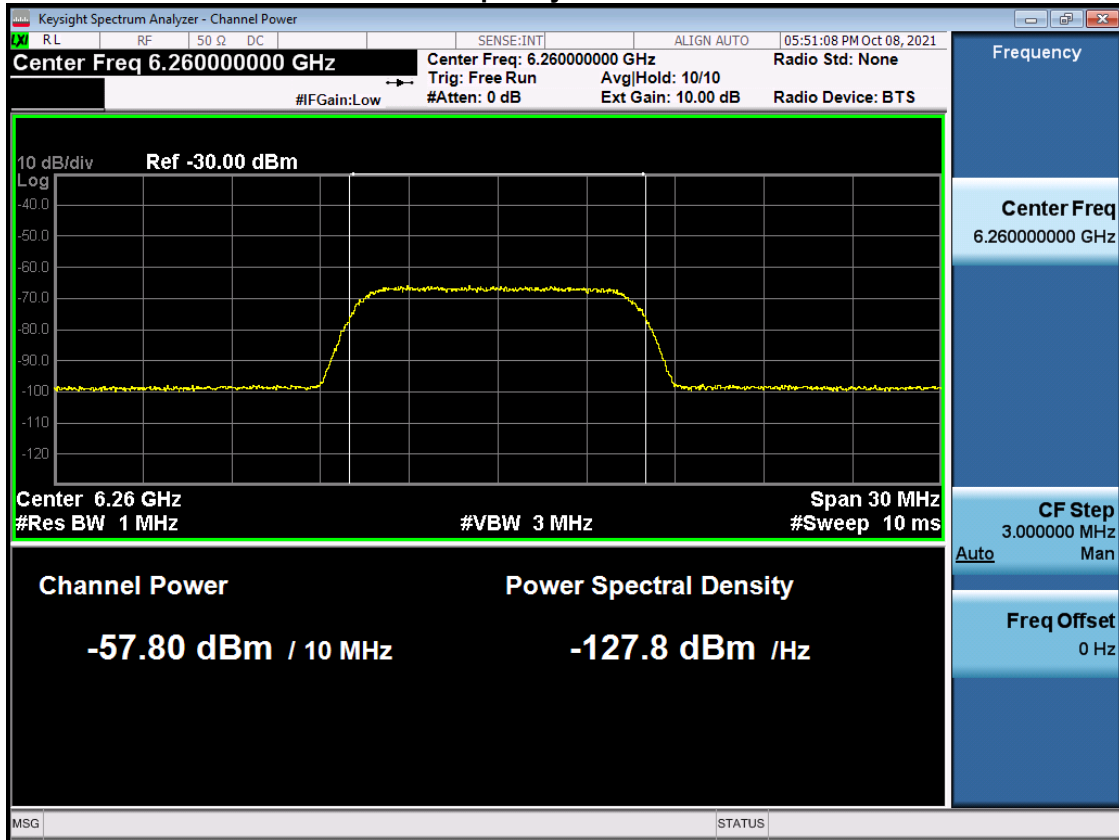 Keysight Spectrum Analyzer - Channel Power
LXI RL RF 50 Ω DC SENSE:INT ALIGN AUTO 05:51:08 PM Oct 08, 2021
Center Freq 6.260000000 GHz
Center Freq: 6.260000000 GHz Radio Std: None
Trig: Free Run Avg|Hold: 10/10
#IFGain:Low #Atten: 0 dB Ext Gain: 10.00 dB Radio Device: BTS
10 dB/div Ref -30.00 dBm
Log
-40.0
-50.0
-60.0
-70.0
-80.0
-90.0
-100
-110
-120
Center 6.26 GHz Span 30 MHz
#Res BW 1 MHz #VBW 3 MHz #Sweep 10 ms
Channel Power Power Spectral Density
-57.80 dBm / 10 MHz -127.8 dBm /Hz
Frequency
Center Freq
6.260000000 GHz
CF Step
3.000000 MHz
Auto Man
Freq Offset
0 Hz
MSG STATUS